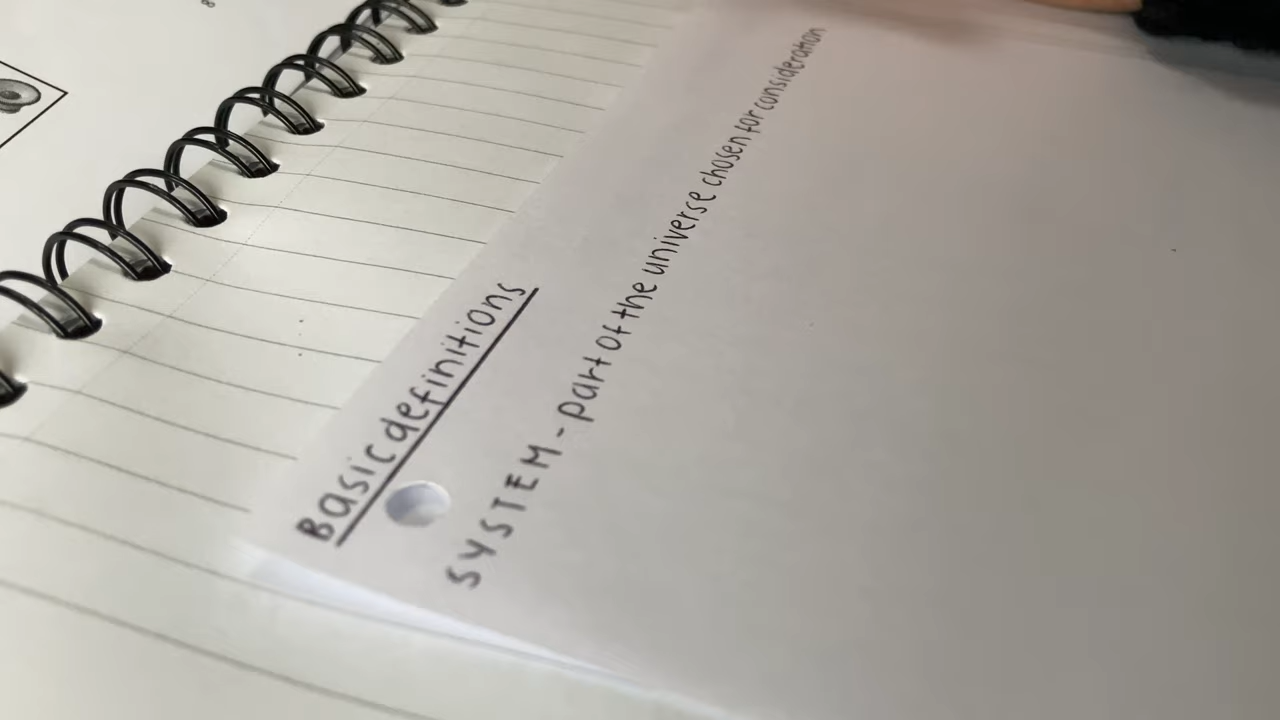 Basic definitions
SYSTEM - part of the universe chosen for consideration